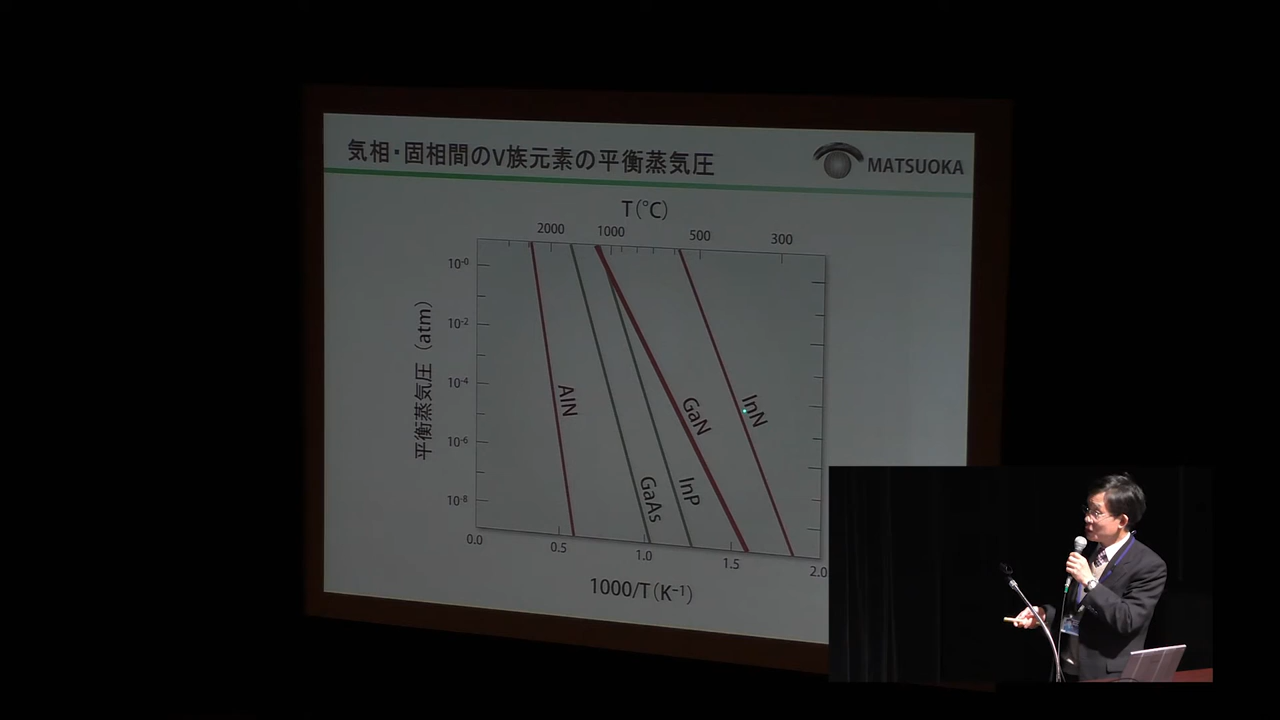 気相・固相間のV族元素の平衡蒸気圧
MATSUOKA
T(°C)
2000 1000 500 300
平衡蒸気圧 (atm)
10-0
10-2
10-4
10-6
10-8
AlN
GaAs
InP
GaN
InN
0.0 0.5 1.0 1.5 2.0
1000/T(K-1)